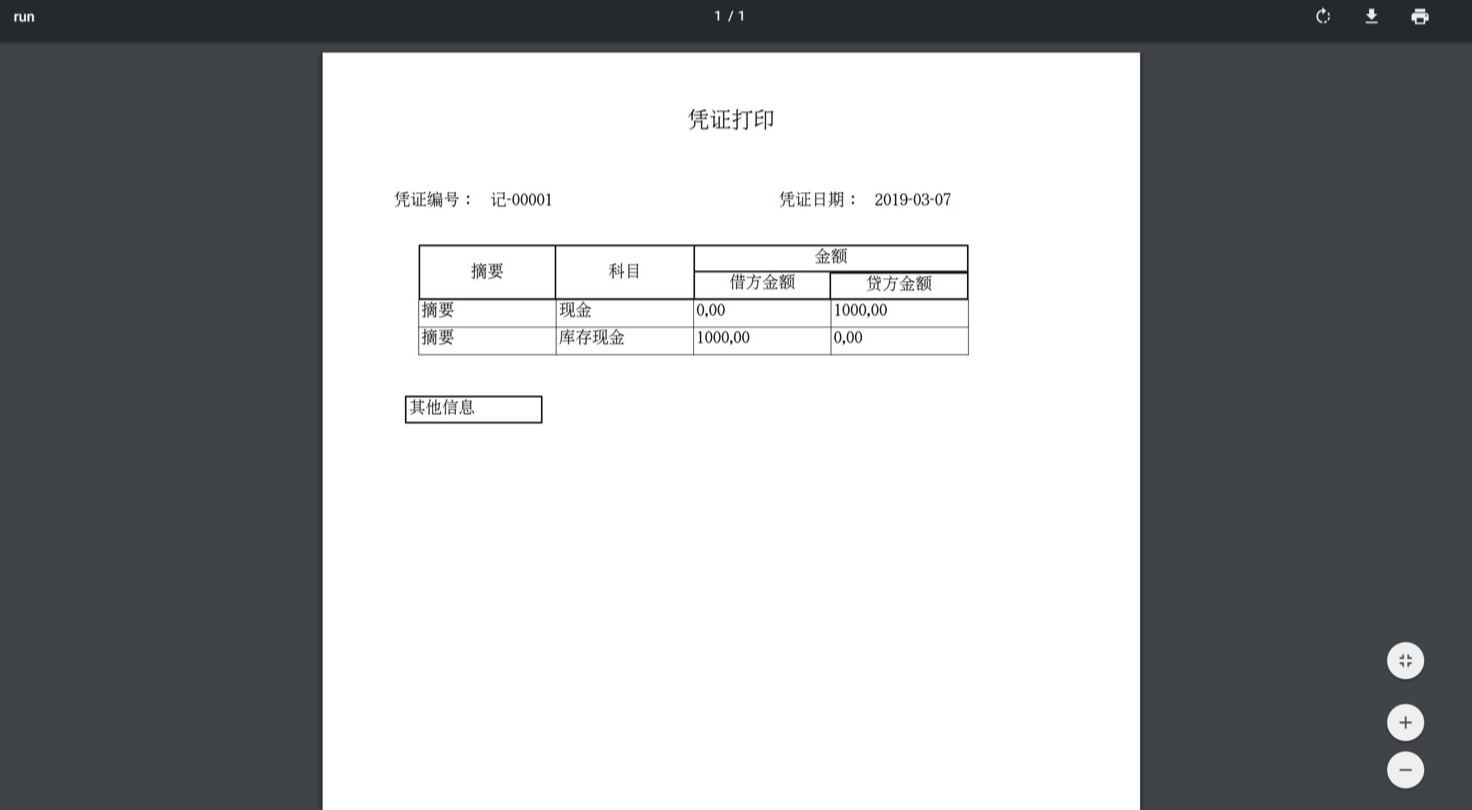 run
1 / 1
凭证打印
凭证编号： 记-00001 凭证日期： 2019-03-07
摘要 科目 金额
借方金额 贷方金额
摘要 现金 0,00 1000,00
摘要 库存现金 1000,00 0,00
其他信息